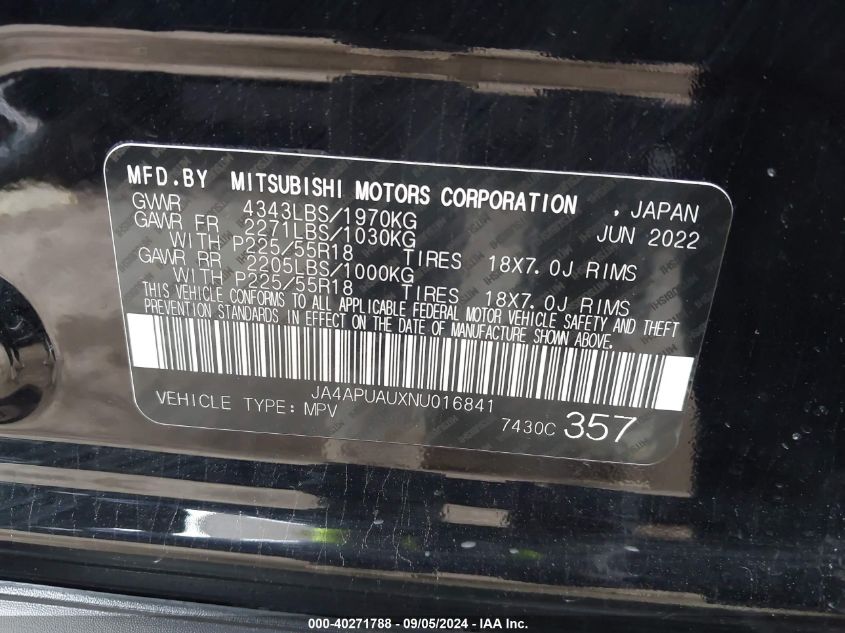 MFD.BY MITSUBISHI MOTORS CORPORATION , JAPAN
GVWR 4343LBS/1970KG JUN 2022
GAWR FR 2271LBS/1030KG
WITH P225/55R18 TIRES 18X7.0J RIMS
GAWR RR 2205LBS/1000KG
WITH P225/55R18 TIRES 18X7.0J RIMS
THIS VEHICLE CONFORMS TO ALL APPLICABLE FEDERAL MOTOR VEHICLE SAFETY AND THEFT
PREVENTION STANDARDS IN EFFECT ON THE DATE OF MANUFACTURE SHOWN ABOVE.
JA4APUAUXNU016841
VEHICLE TYPE: MPV 7430C 357
000-40271788 - 09/05/2024 - IAA Inc.